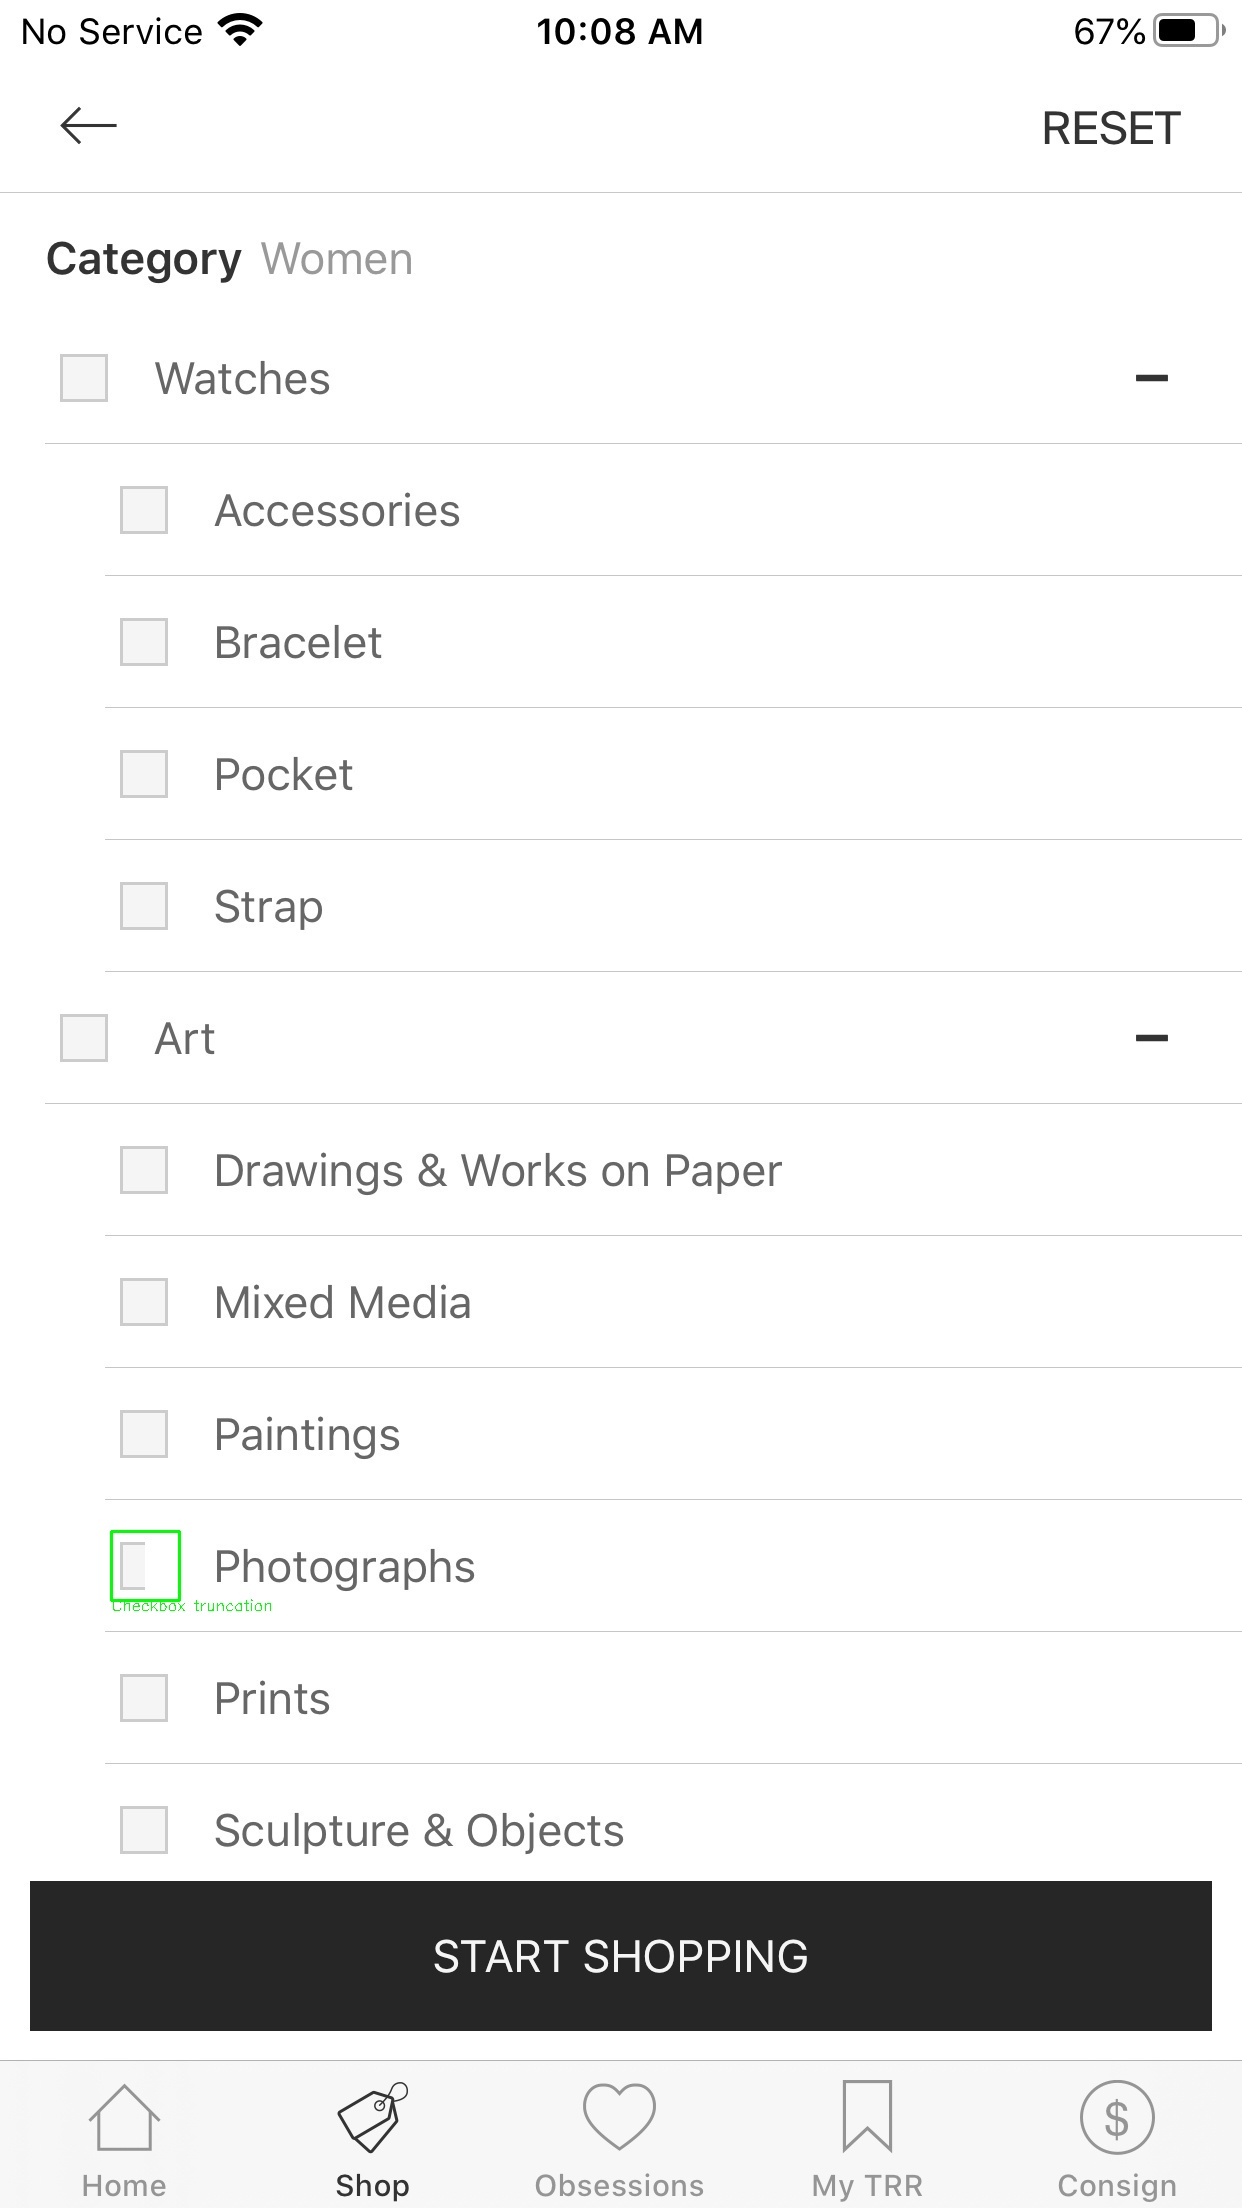 No Service 10:08 AM 67%
RESET
Category Women
Watches
Accessories
Bracelet
Pocket
Strap
Art
Drawings & Works on Paper
Mixed Media
Paintings
Photographs
Checkbox truncation
Prints
Sculpture & Objects
START SHOPPING
Home Shop Obsessions My TRR Consign